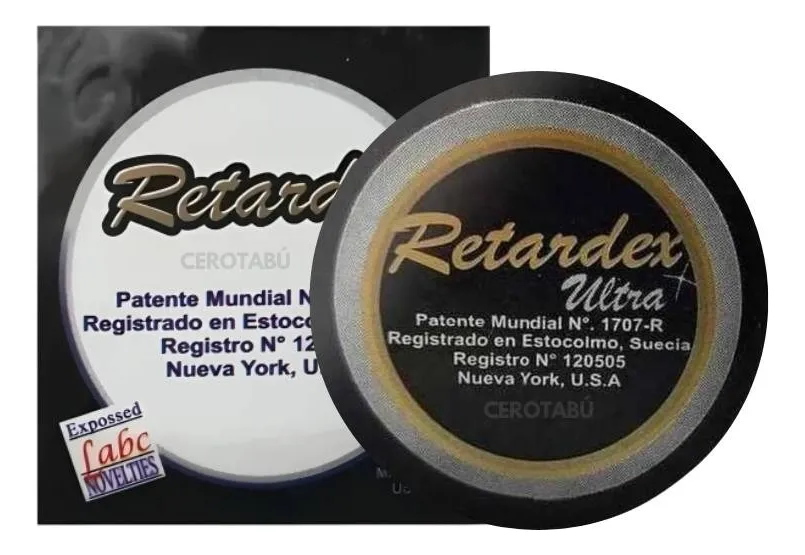 Retard
CEROTABÚ
Patente Mundial N
Registrado en Estoco
Registro N° 12
Nueva York, U
Expossed
Labc
NOVELTIES
Retardex
Ultra
Patente Mundial N°. 1707-R
Registrado en Estocolmo, Suecia
Registro N° 120505
Nueva York, U.S.A
CEROTABÚ